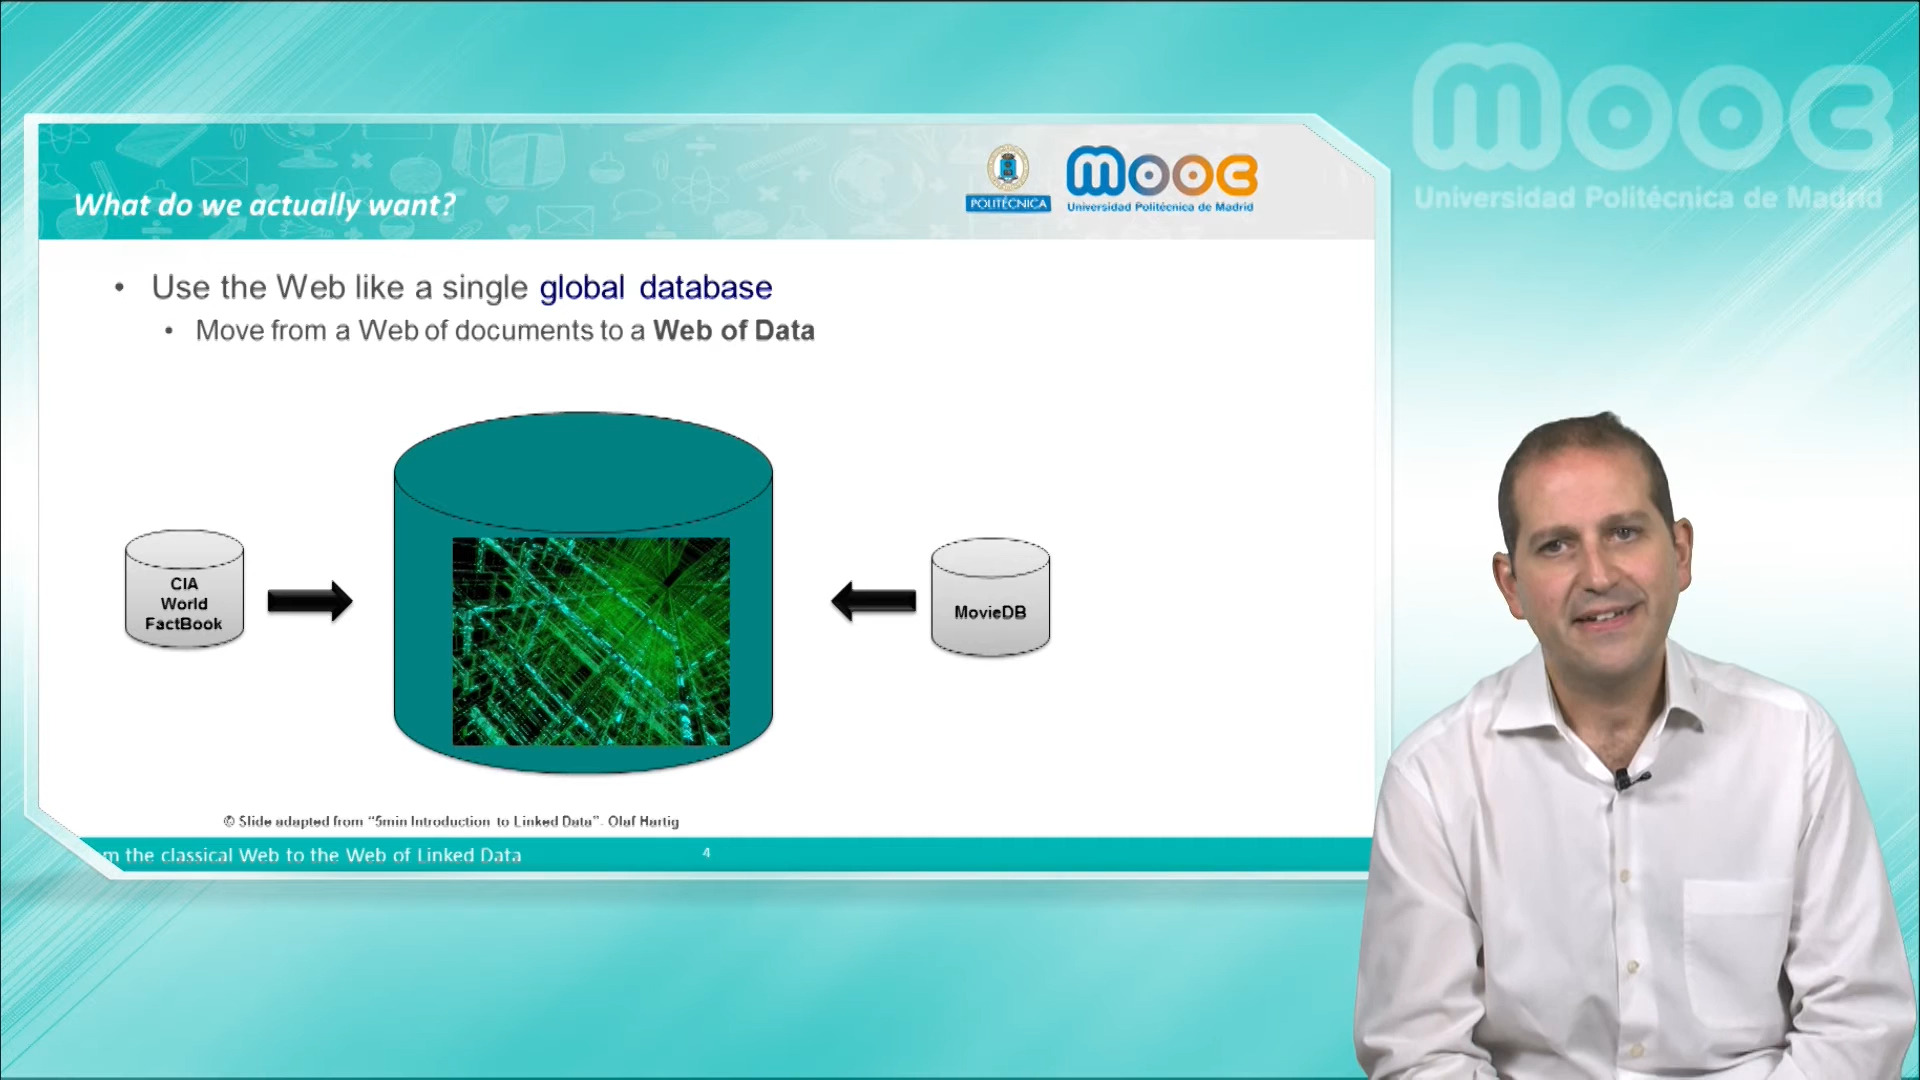 mooc
Universidad Politécnica de Madrid
What do we actually want?
POLITÉCNICA
mooc
Universidad Politécnica de Madrid
• Use the Web like a single global database
• Move from a Web of documents to a Web of Data
CIA
World
FactBook
MovieDB
© Slide adapted from “5min Introduction to Linked Data”. Olaf Hartig
m the classical Web to the Web of Linked Data
4